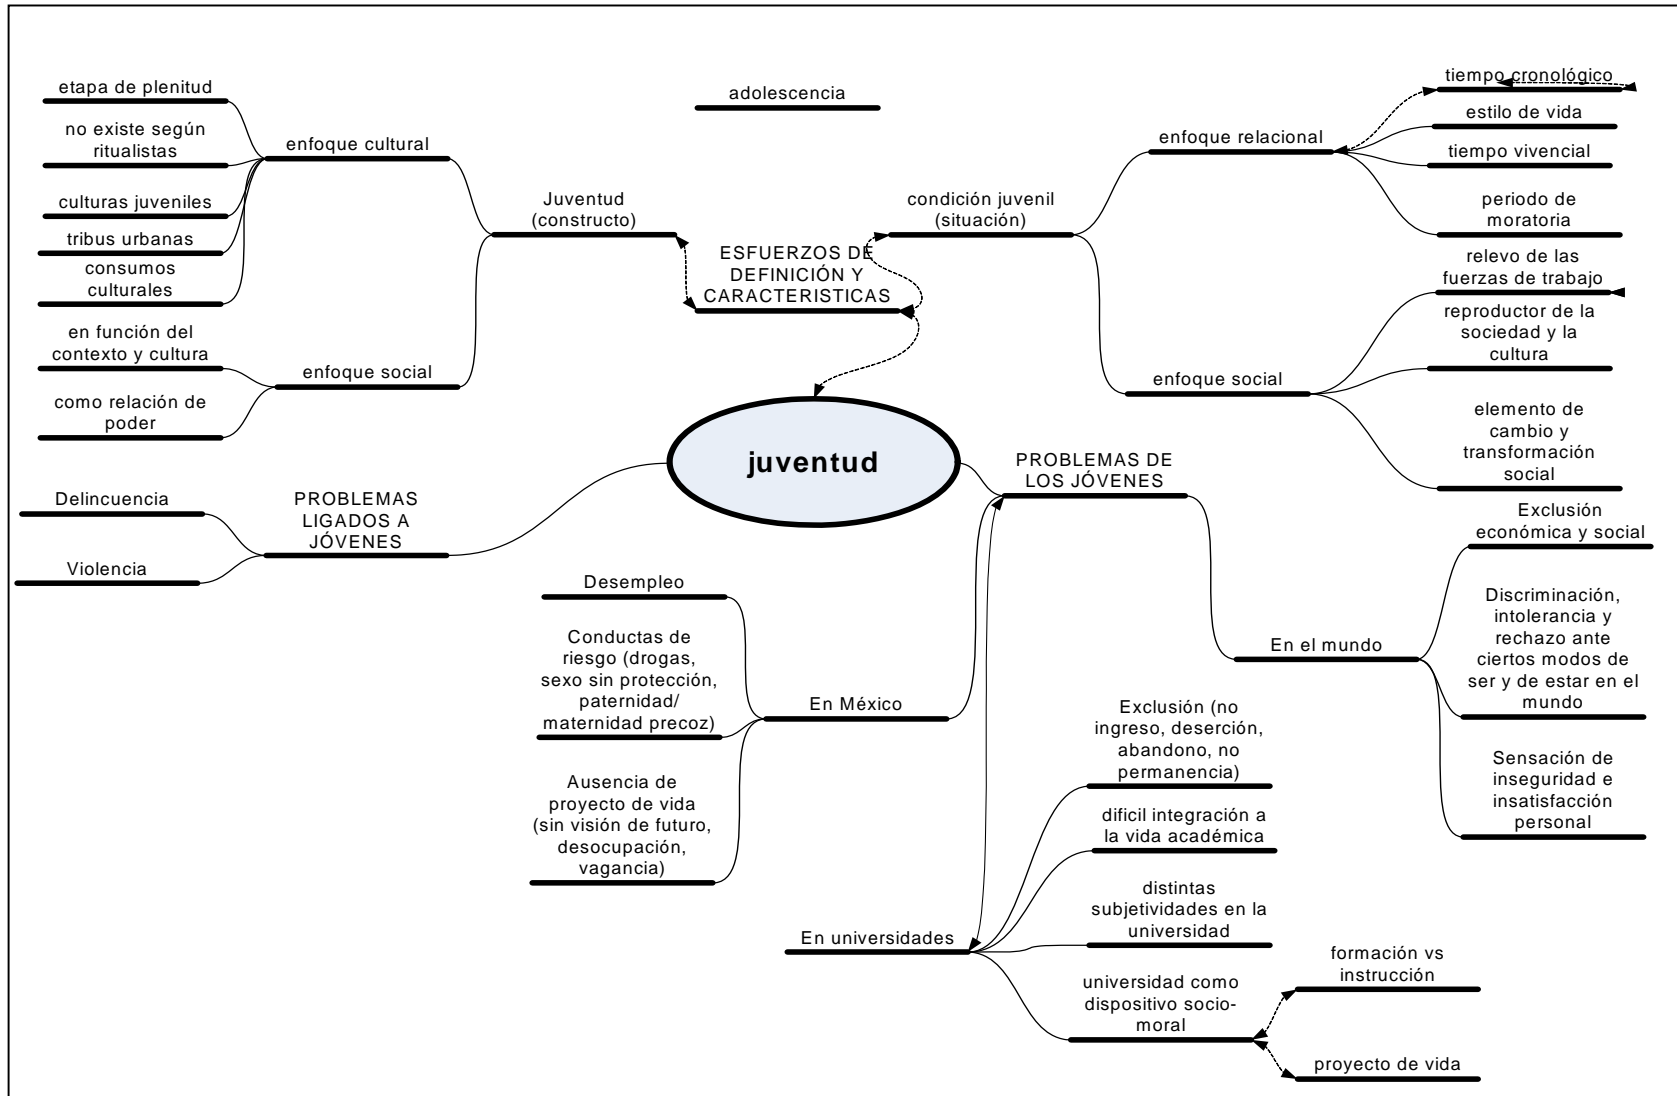 etapa de plenitud
no existe según
ritualistas
culturas juveniles
tribus urbanas
consumos
culturales
enfoque cultural
en función del
contexto y cultura
como relación de
poder
enfoque social
Juventud
(constructo)
adolescencia
ESFUERZOS DE
DEFINICIÓN Y
CARACTERISTICAS
condición juvenil
(situación)
enfoque relacional
tiempo cronológico
estilo de vida
tiempo vivencial
periodo de
moratoria
enfoque social
relevo de las
fuerzas de trabajo
reproductor de la
sociedad y la
cultura
elemento de
cambio y
transformación
social
juventud
PROBLEMAS
LIGADOS A
JÓVENES
Delincuencia
Violencia
PROBLEMAS DE
LOS JÓVENES
En el mundo
Exclusión
económica y social
Discriminación,
intolerancia y
rechazo ante
ciertos modos de
ser y de estar en el
mundo
Sensación de
inseguridad e
insatisfacción
personal
En México
Desempleo
Conductas de
riesgo (drogas,
sexo sin protección,
paternidad/
maternidad precoz)
Ausencia de
proyecto de vida
(sin visión de futuro,
desocupación,
vagancia)
En universidades
Exclusión (no
ingreso, deserción,
abandono, no
permanencia)
dificil integración a
la vida académica
distintas
subjetividades en la
universidad
universidad como
dispositivo socio-
moral
formación vs
instrucción
proyecto de vida